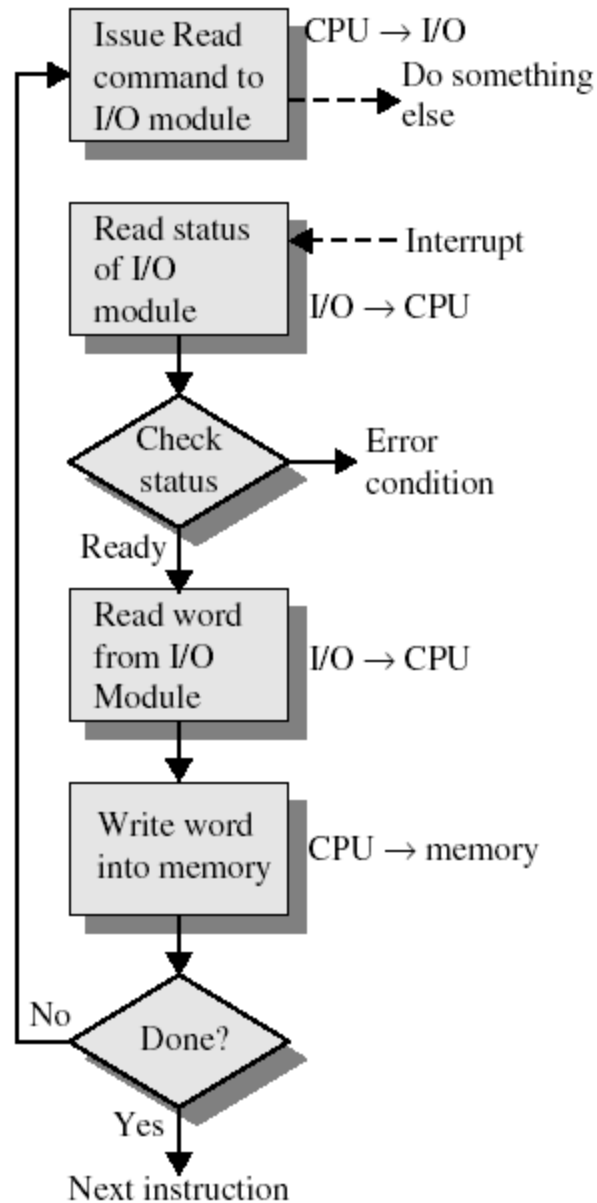 Issue Read
command to
I/O module
CPU → I/O
Do something
else
Read status
of I/O
module
Interrupt
I/O → CPU
Check
status
Error
condition
Ready
Read word
from I/O
Module
I/O → CPU
Write word
into memory
CPU → memory
No
Done?
Yes
Next instruction